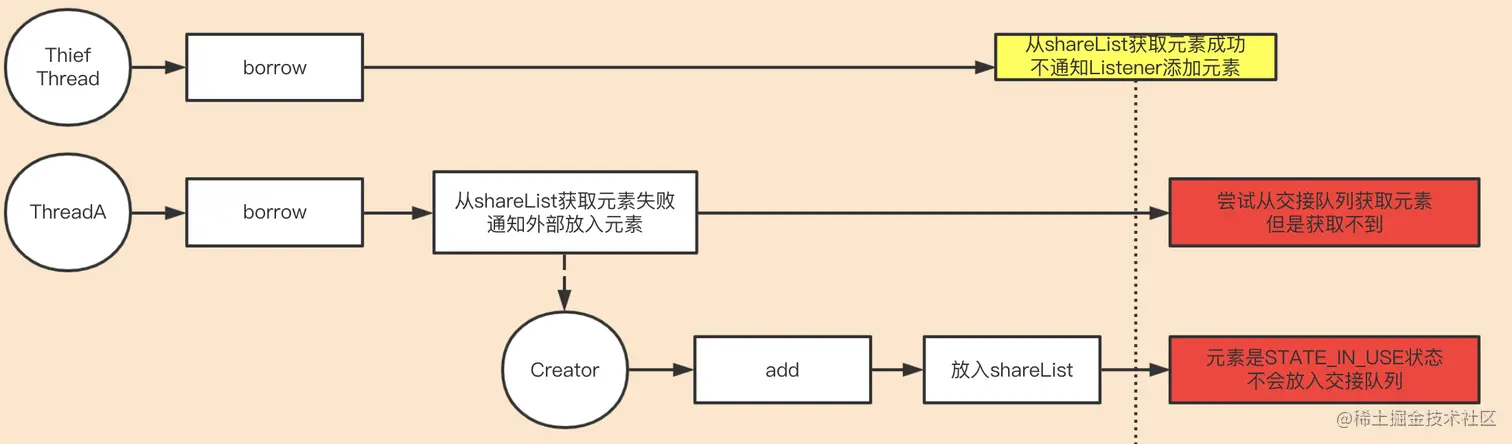 Thief
Thread
borrow
从shareList获取元素成功
不通知Listener添加元素
ThreadA
borrow
从shareList获取元素失败
通知外部放入元素
尝试从交接队列获取元素
但是获取不到
Creator
add
放入shareList
元素是STATE_IN_USE状态
不会放入交接队列
@稀土掘金技术社区